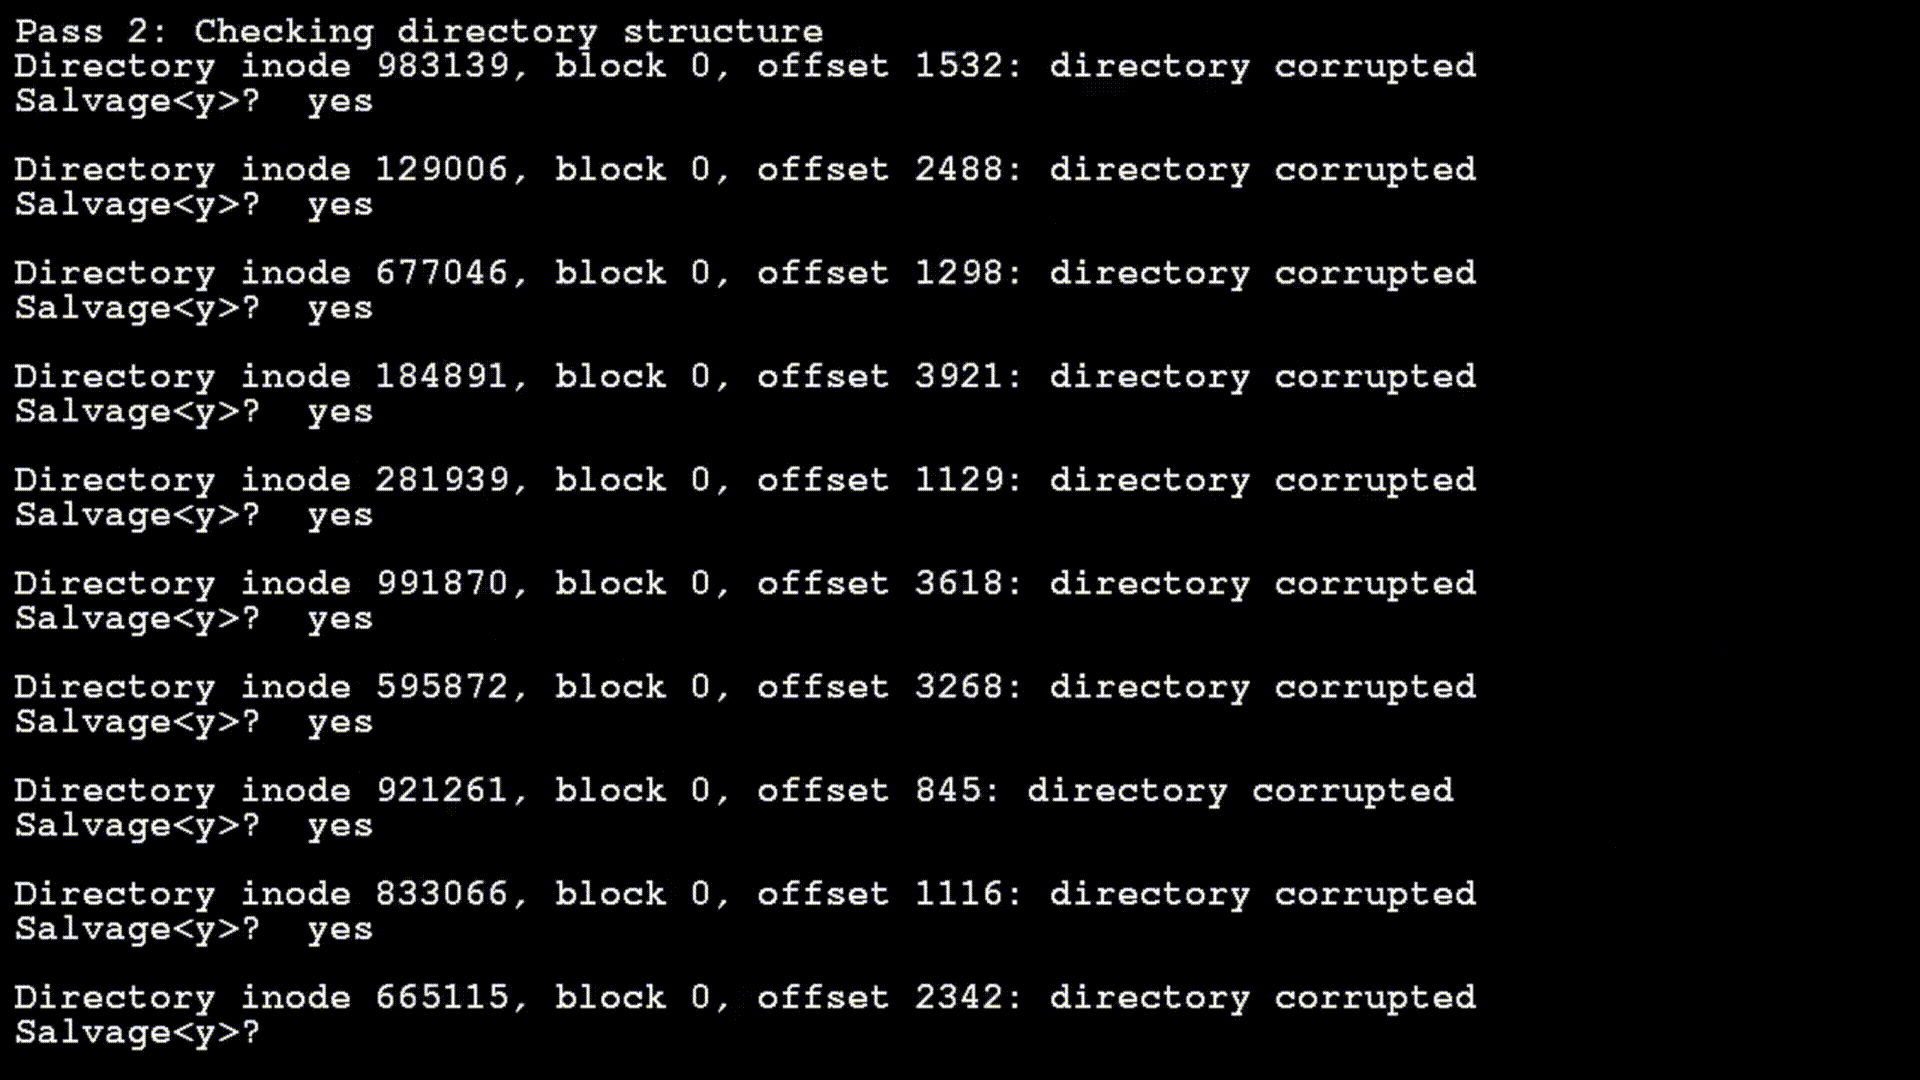 Pass 2: Checking directory structure
Directory inode 983139, block 0, offset 1532: directory corrupted
Salvage<y>?  yes
Directory inode 129006, block 0, offset 2488: directory corrupted
Salvage<y>?  yes
Directory inode 677046, block 0, offset 1298: directory corrupted
Salvage<y>?  yes
Directory inode 184891, block 0, offset 3921: directory corrupted
Salvage<y>?  yes
Directory inode 281939, block 0, offset 1129: directory corrupted
Salvage<y>?  yes
Directory inode 991870, block 0, offset 3618: directory corrupted
Salvage<y>?  yes
Directory inode 595872, block 0, offset 3268: directory corrupted
Salvage<y>?  yes
Directory inode 921261, block 0, offset 845: directory corrupted
Salvage<y>?  yes
Directory inode 833066, block 0, offset 1116: directory corrupted
Salvage<y>?  yes
Directory inode 665115, block 0, offset 2342: directory corrupted
Salvage<y>?